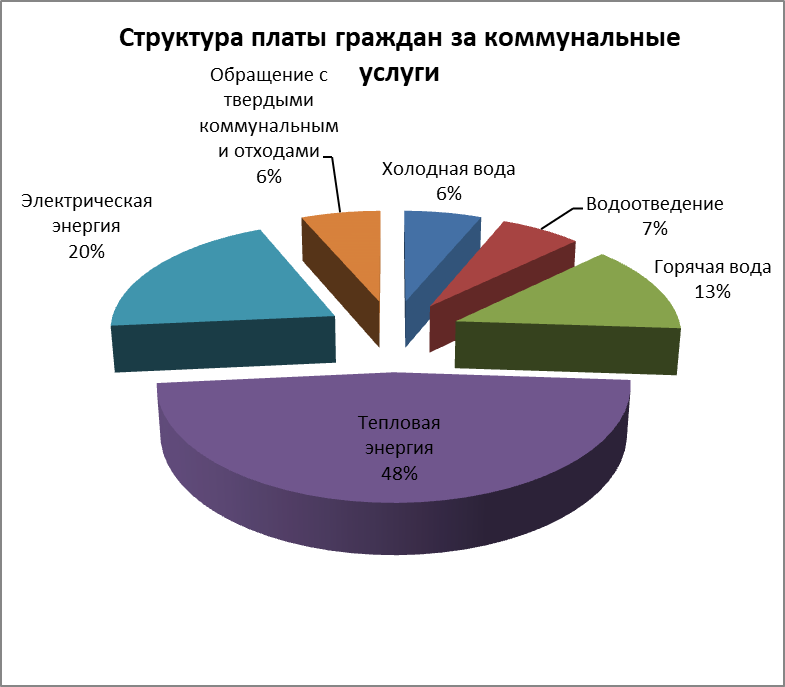 Структура платы граждан за коммунальные
услуги
Обращение с
твердыми
коммунальным
и отходами
6%
Холодная вода
6%
Водоотведение
7%
Горячая вода
13%
Электрическая
энергия
20%
Тепловая
энергия
48%